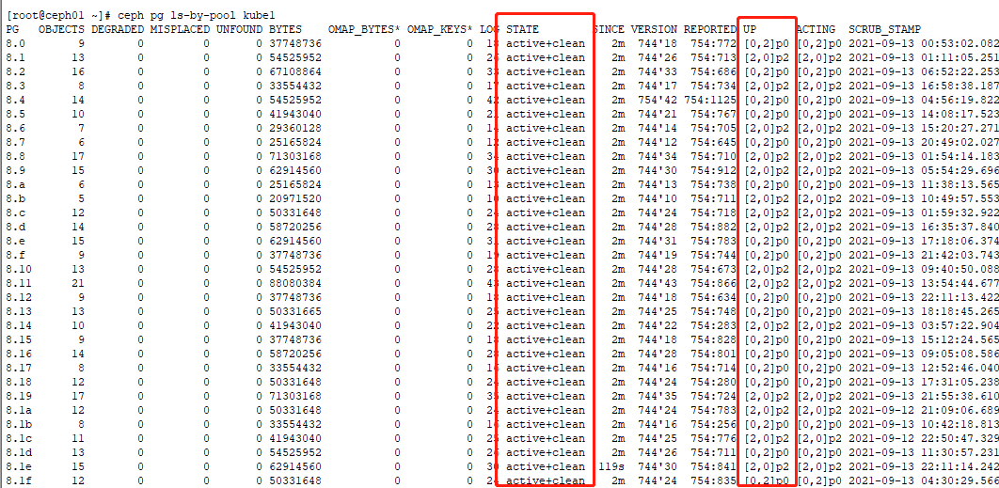 [root@ceph01 ~]# ceph pg ls-by-pool kube1
PG OBJECTS DEGRADED MISPLACED UNFOUND BYTES OMAP_BYTES* OMAP_KEYS* LOG STATE SINCE VERSION REPORTED UP ACTING SCRUB_STAMP
8.0 9 0 0 0 37748736 0 0 18 active+clean 2m 744'18 754:772 [0,2]p0 [0,2]p0 2021-09-13 00:53:02.082
8.1 13 0 0 0 54525952 0 0 26 active+clean 2m 744'26 754:713 [2,0]p2 [2,0]p2 2021-09-13 01:11:05.251
8.2 16 0 0 0 67108864 0 0 33 active+clean 2m 744'33 754:686 [0,2]p0 [0,2]p0 2021-09-13 06:52:22.253
8.3 8 0 0 0 33554432 0 0 17 active+clean 2m 744'17 754:734 [2,0]p2 [2,0]p2 2021-09-13 16:58:38.187
8.4 14 0 0 0 54525952 0 0 42 active+clean 2m 754'42 754:1125 [0,2]p0 [0,2]p0 2021-09-13 04:56:19.822
8.5 10 0 0 0 41943040 0 0 21 active+clean 2m 744'21 754:767 [0,2]p0 [0,2]p0 2021-09-13 14:08:17.523
8.6 7 0 0 0 29360128 0 0 14 active+clean 2m 744'14 754:705 [2,0]p2 [2,0]p2 2021-09-13 15:20:27.271
8.7 6 0 0 0 25165824 0 0 12 active+clean 2m 744'12 754:645 [0,2]p0 [0,2]p0 2021-09-13 20:49:02.027
8.8 17 0 0 0 71303168 0 0 34 active+clean 2m 744'34 754:710 [2,0]p2 [2,0]p2 2021-09-13 01:54:14.183
8.9 15 0 0 0 62914560 0 0 30 active+clean 2m 744'30 754:912 [2,0]p2 [2,0]p2 2021-09-13 05:54:29.696
8.a 6 0 0 0 25165824 0 0 13 active+clean 2m 744'13 754:738 [0,2]p0 [0,2]p0 2021-09-13 11:38:13.565
8.b 5 0 0 0 20971520 0 0 10 active+clean 2m 744'10 754:711 [2,0]p2 [2,0]p2 2021-09-13 10:49:57.553
8.c 12 0 0 0 50331648 0 0 24 active+clean 2m 744'24 754:718 [2,0]p2 [2,0]p2 2021-09-13 01:59:32.922
8.d 14 0 0 0 58720256 0 0 28 active+clean 2m 744'28 754:882 [2,0]p2 [2,0]p2 2021-09-13 16:35:37.840
8.e 15 0 0 0 62914560 0 0 31 active+clean 2m 744'31 754:783 [0,2]p0 [0,2]p0 2021-09-13 17:18:06.374
8.f 9 0 0 0 37748736 0 0 19 active+clean 2m 744'19 754:744 [0,2]p0 [0,2]p0 2021-09-13 21:42:03.743
8.10 13 0 0 0 54525952 0 0 28 active+clean 2m 744'28 754:673 [0,2]p0 [0,2]p0 2021-09-13 09:40:50.088
8.11 21 0 0 0 88080384 0 0 43 active+clean 2m 744'43 754:866 [0,2]p0 [0,2]p0 2021-09-13 13:54:44.677
8.12 9 0 0 0 37748736 0 0 18 active+clean 2m 744'18 754:634 [0,2]p0 [0,2]p0 2021-09-13 22:11:13.422
8.13 13 0 0 0 50331665 0 0 25 active+clean 2m 744'25 754:748 [0,2]p0 [0,2]p0 2021-09-13 18:18:45.265
8.14 10 0 0 0 41943040 0 0 22 active+clean 2m 744'22 754:283 [2,0]p2 [2,0]p2 2021-09-13 03:57:22.904
8.15 9 0 0 0 37748736 0 0 18 active+clean 2m 744'18 754:828 [0,2]p0 [0,2]p0 2021-09-13 15:12:24.565
8.16 14 0 0 0 58720256 0 0 28 active+clean 2m 744'28 754:801 [0,2]p0 [0,2]p0 2021-09-13 09:05:08.586
8.17 8 0 0 0 33554432 0 0 16 active+clean 2m 744'16 754:714 [0,2]p0 [0,2]p0 2021-09-13 12:52:46.040
8.18 12 0 0 0 50331648 0 0 24 active+clean 2m 744'24 754:280 [0,2]p0 [0,2]p0 2021-09-13 17:31:05.238
8.19 17 0 0 0 71303168 0 0 35 active+clean 2m 744'35 754:724 [2,0]p2 [2,0]p2 2021-09-13 21:55:38.610
8.1a 12 0 0 0 50331648 0 0 24 active+clean 2m 744'24 754:783 [2,0]p2 [2,0]p2 2021-09-12 21:09:06.689
8.1b 8 0 0 0 33554432 0 0 16 active+clean 2m 744'16 754:256 [0,2]p0 [0,2]p0 2021-09-13 10:42:18.813
8.1c 11 0 0 0 41943040 0 0 25 active+clean 2m 744'25 754:776 [2,0]p2 [2,0]p2 2021-09-12 22:50:47.329
8.1d 13 0 0 0 54525952 0 0 26 active+clean 2m 744'26 754:711 [0,2]p0 [0,2]p0 2021-09-13 11:30:57.231
8.1e 15 0 0 0 62914560 0 0 30 active+clean 119s 744'30 754:841 [2,0]p2 [2,0]p2 2021-09-12 22:11:14.242
8.1f 12 0 0 0 50331648 0 0 24 active+clean 2m 744'24 754:835 [0,2]p0 [0,2]p0 2021-09-13 04:30:29.568